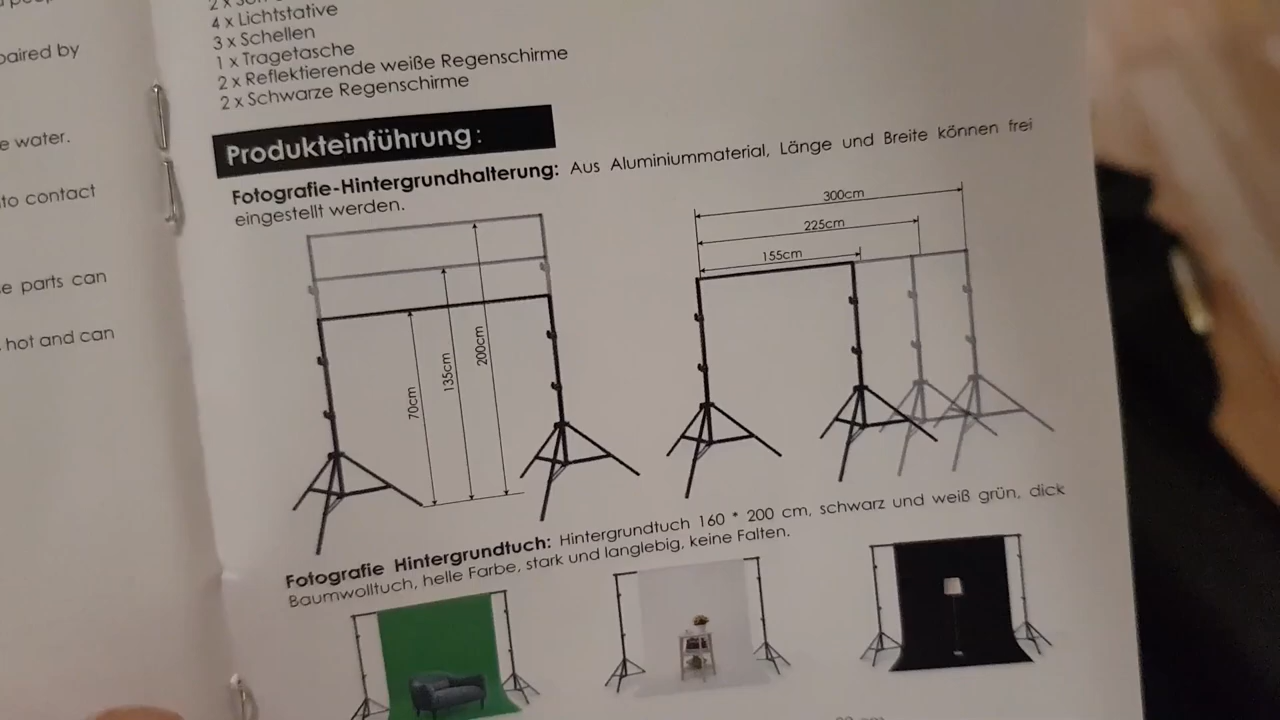 paired by
e water.
to contact
e parts can
hot and can
4 x Lichtstative
3 x Schellen
1 x Tragetasche
2 x Reflektierende weiße Regenschirme
2 x Schwarze Regenschirme
Produkteinführung:
Fotografie-Hintergrundhalterung: Aus Aluminiummaterial, Länge und Breite können frei
eingestellt werden.
70cm
135cm
200cm
300cm
225cm
155cm
Fotografie Hintergrundtuch: Hintergrundtuch 160 * 200 cm, schwarz und weiß grün, dick
Baumwolltuch, helle Farbe, stark und langlebig, keine Falten.